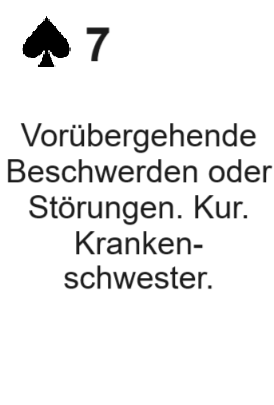 7
Vorübergehende
Beschwerden oder
Störungen. Kur.
Kranken-
schwester.